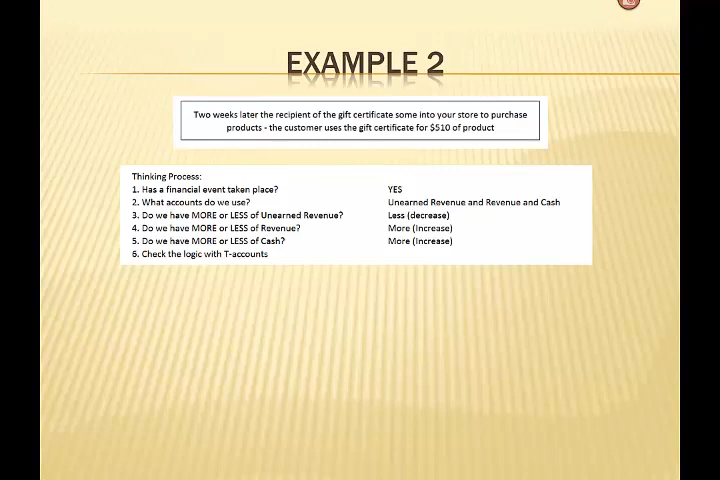 EXAMPLE 2
Two weeks later the recipient of the gift certificate some into your store to purchase
products - the customer uses the gift certificate for $510 of product
Thinking Process:
1. Has a financial event taken place? YES
2. What accounts do we use? Unearned Revenue and Revenue and Cash
3. Do we have MORE or LESS of Unearned Revenue? Less (decrease)
4. Do we have MORE or LESS of Revenue? More (Increase)
5. Do we have MORE or LESS of Cash? More (Increase)
6. Check the logic with T-accounts